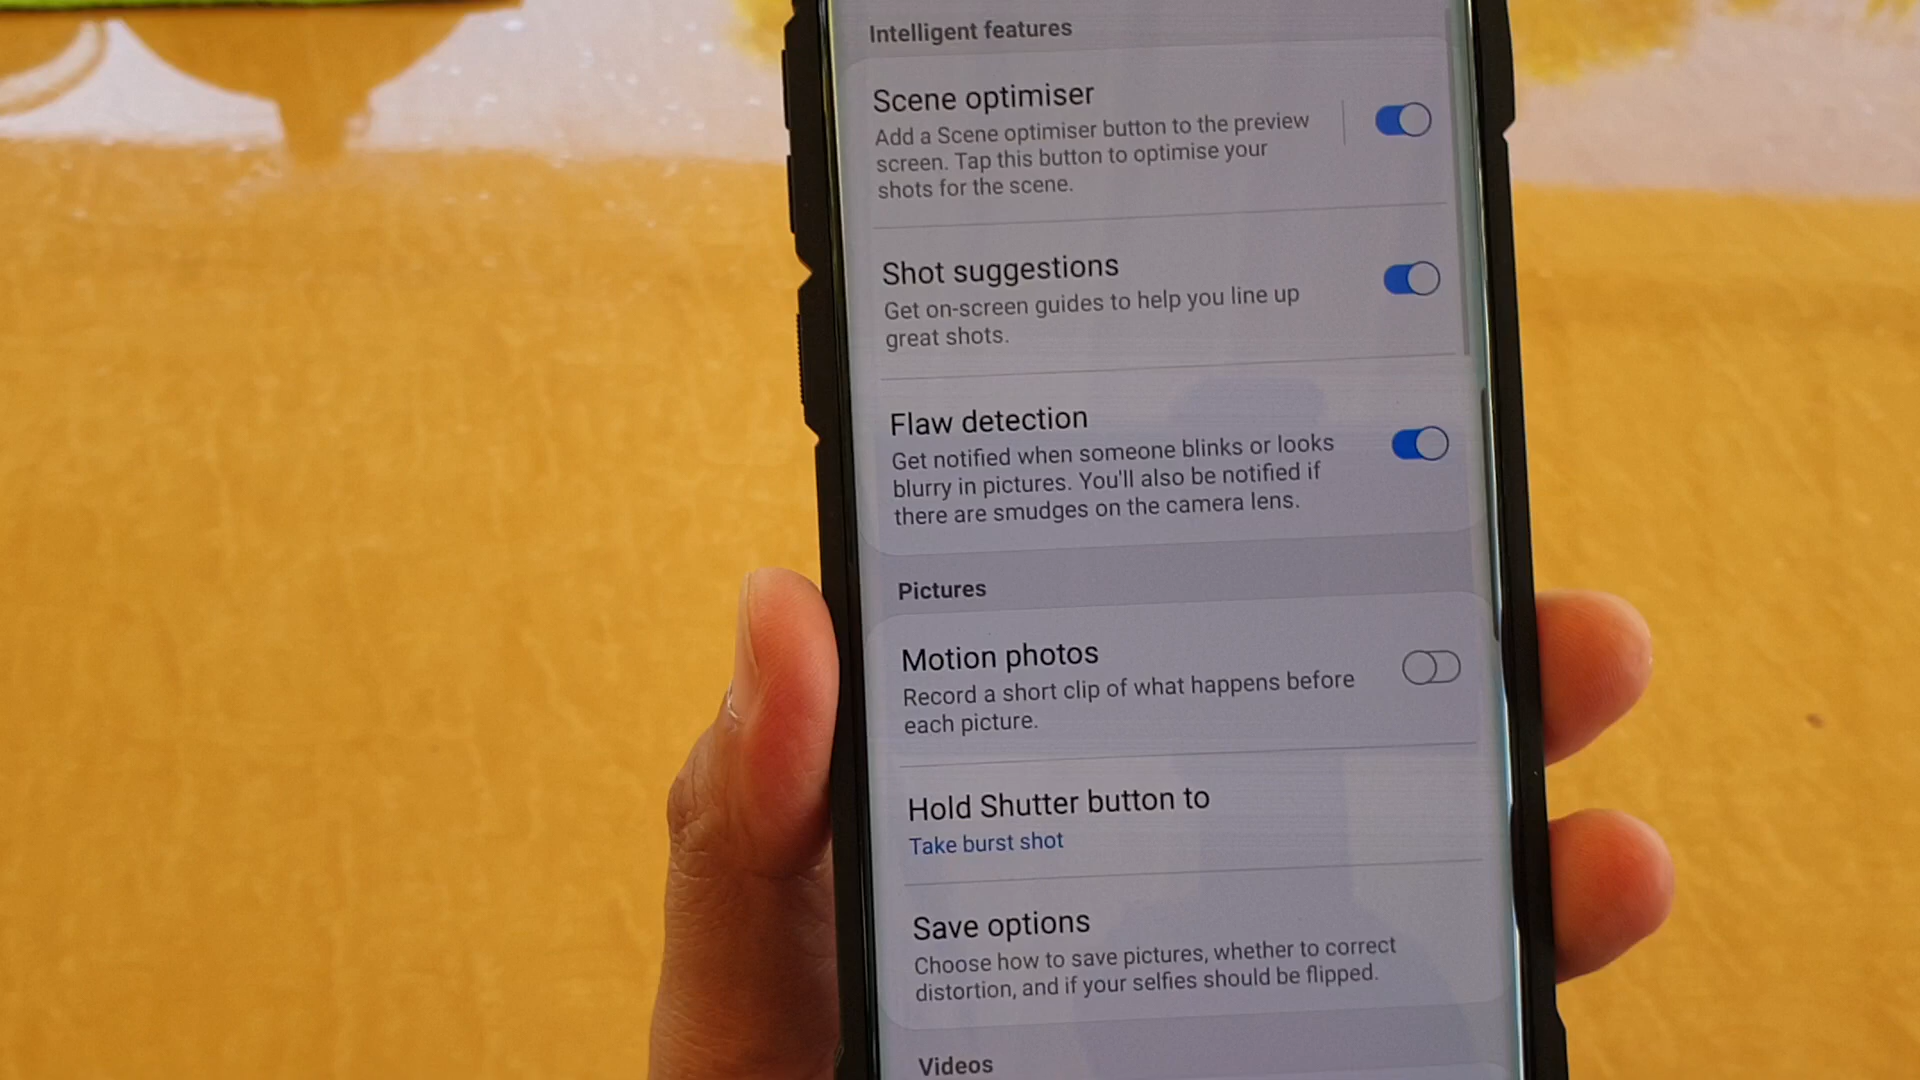 Intelligent features
Scene optimiser
Add a Scene optimiser button to the preview
screen. Tap this button to optimise your
shots for the scene.
Shot suggestions
Get on-screen guides to help you line up
great shots.
Flaw detection
Get notified when someone blinks or looks
blurry in pictures. You'll also be notified if
there are smudges on the camera lens.
Pictures
Motion photos
Record a short clip of what happens before
each picture.
Hold Shutter button to
Take burst shot
Save options
Choose how to save pictures, whether to correct
distortion, and if your selfies should be flipped.
Videos